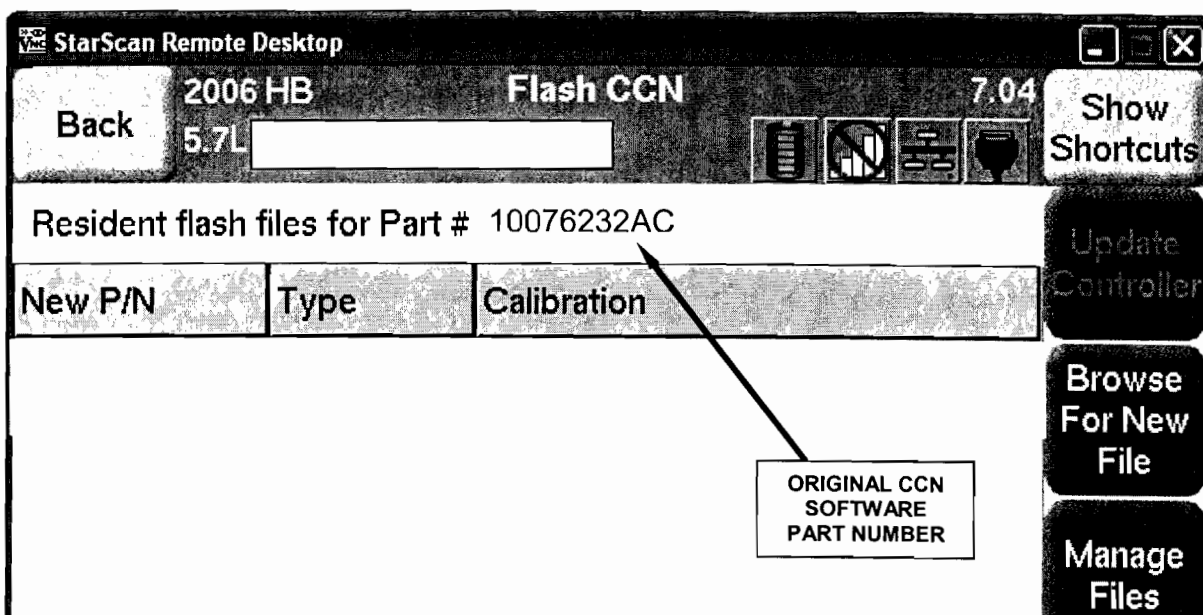 StarScan Remote Desktop
Back
2006 HB
Flash CCN
7.04
5.7L
Show
Shortcuts
Resident flash files for Part # 10076232AC
Update
Controller
New P/N
Type
Calibration
Browse
For New
File
ORIGINAL CCN
SOFTWARE
PART NUMBER
Manage
Files